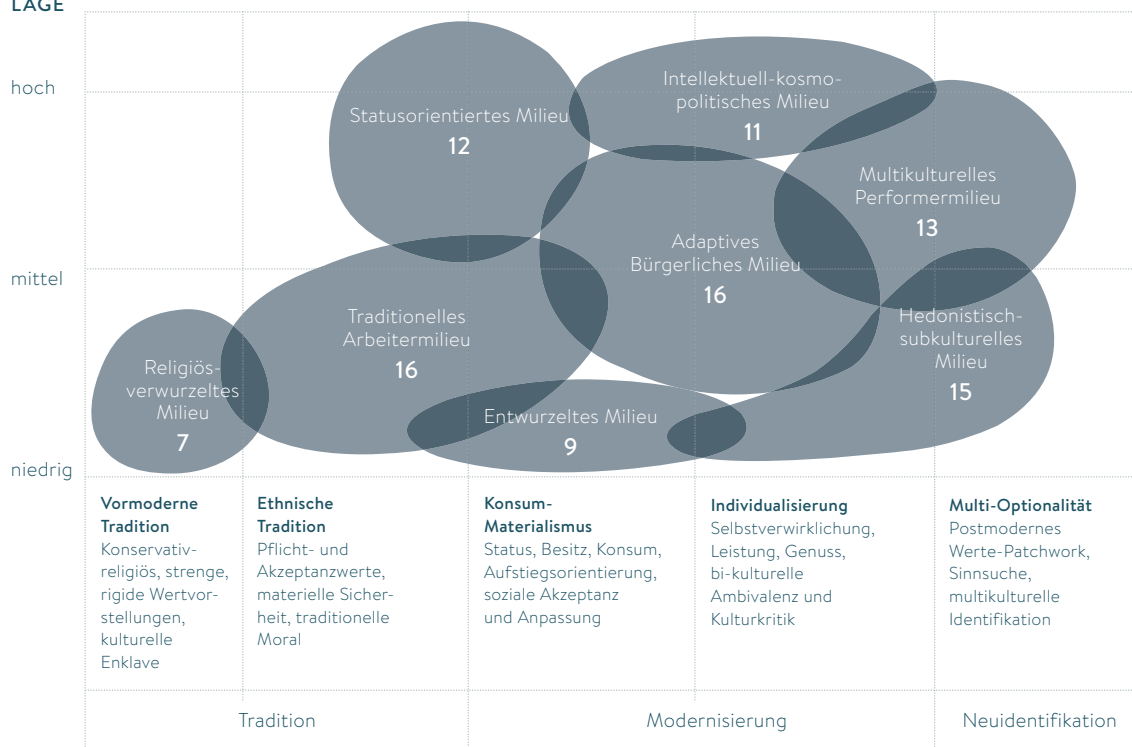 LAGE
hoch
Statusorientiertes Milieu
12
Intellektuell-kosmo-
politisches Milieu
11
Multikulturelles
Performermilieu
13
mittel
Adaptives
Bürgerliches Milieu
16
Traditionelles
Arbeitermilieu
16
Hedonistisch-
subkulturelles
Milieu
15
Religiös-
verwurzeltes
Milieu
7
Entwurzeltes Milieu
9
niedrig
Vormoderne
Tradition
Konservativ-
religiös, strenge,
rigide Wertvor-
stellungen,
kulturelle
Enklave
Ethnische
Tradition
Pflicht- und
Akzeptanzwerte,
materielle Sicher-
heit, traditionelle
Moral
Konsum-
Materialismus
Status, Besitz, Konsum,
Aufstiegsorientierung,
soziale Akzeptanz
und Anpassung
Individualisierung
Selbstverwirklichung,
Leistung, Genuss,
bi-kulturelle
Ambivalenz und
Kulturkritik
Multi-Optionalität
Postmodernes
Werte-Patchwork,
Sinnsuche,
multikulturelle
Identifikation
Tradition
Modernisierung
Neuidentifikation